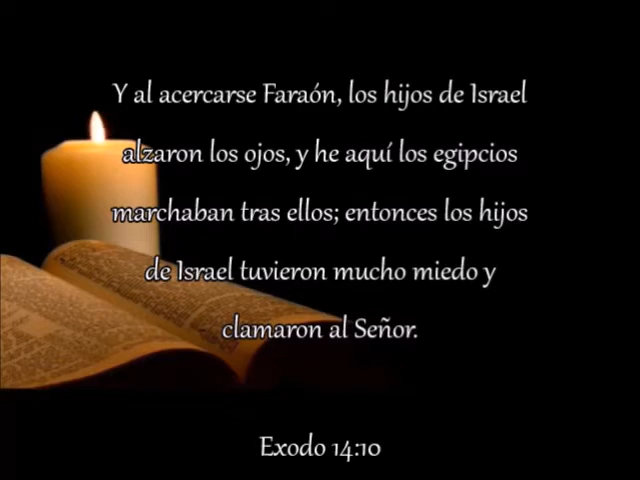 Y al acercarse Faraón, los hijos de Israel
alzaron los ojos, y he aquí los egipcios
marchaban tras ellos; entonces los hijos
de Israel tuvieron mucho miedo y
clamaron al Señor.
Exodo 14:10